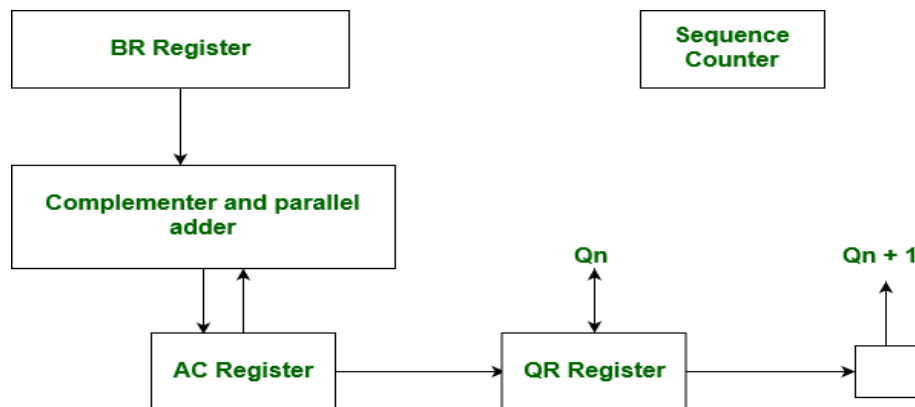 BR Register
Sequence
Counter
Complementer and parallel
adder
Qn
Qn + 1
AC Register
QR Register